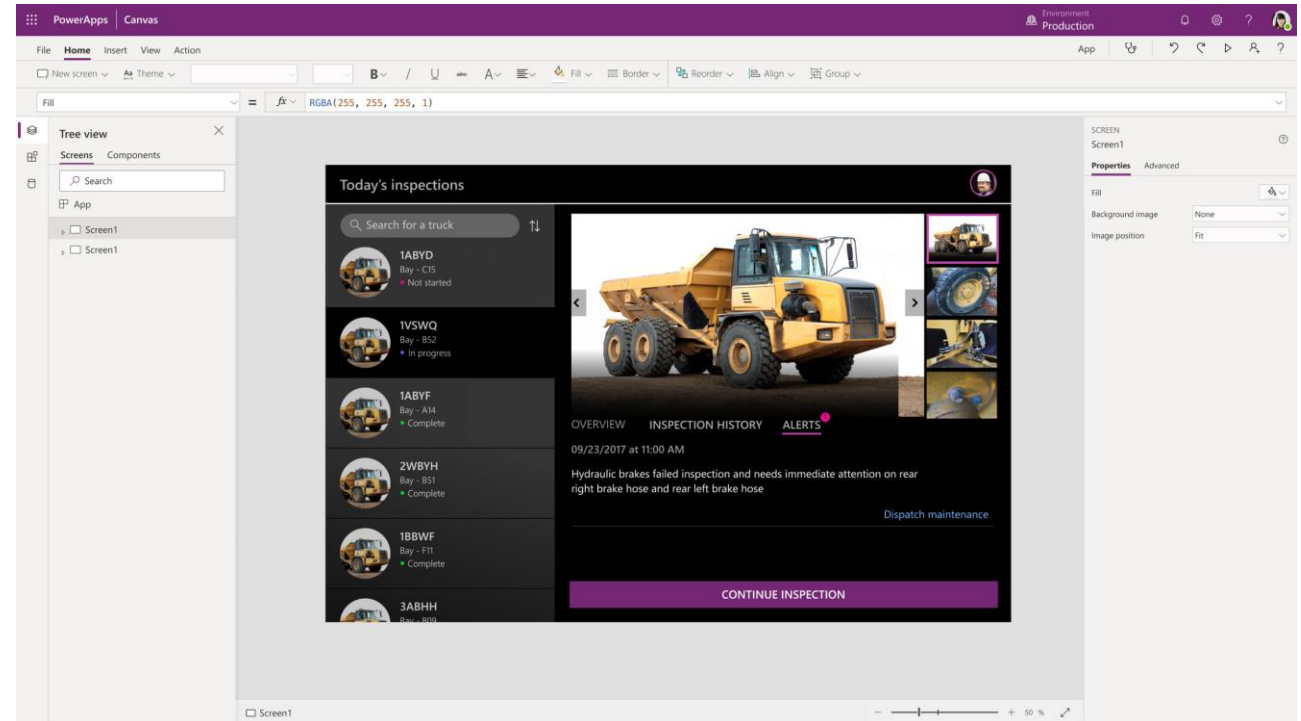 PowerApps Canvas
Environment
Production
?
File Home Insert View Action
App
?
New screen Theme B / U abc A Fill Border Reorder Align Group
Fill = fx RGBA(255, 255, 255, 1)
Tree view
Screens Components
Search
App
Screen1
Screen1
Today's inspections
Search for a truck
1ABYD
Bay - C15
Not started
1VSWQ
Bay - B52
In progress
1ABYF
Bay - A14
Complete
2WBYH
Bay - B51
Complete
1BBWF
Bay - F11
Complete
3ABHH
Bay - B09
OVERVIEW INSPECTION HISTORY ALERTS
09/23/2017 at 11:00 AM
Hydraulic brakes failed inspection and needs immediate attention on rear
right brake hose and rear left brake hose
Dispatch maintenance
CONTINUE INSPECTION
SCREEN
Screen1
Properties Advanced
Fill
Background image None
Image position Fit
Screen1
50 %